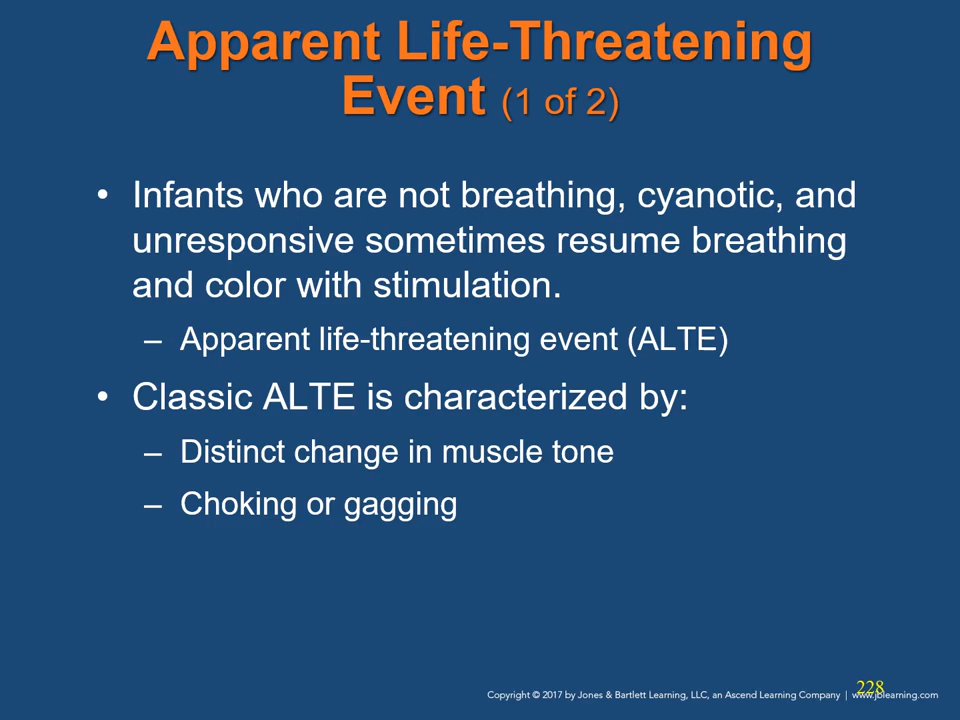 Apparent Life-Threatening
Event (1 of 2)
• Infants who are not breathing, cyanotic, and
unresponsive sometimes resume breathing
and color with stimulation.
– Apparent life-threatening event (ALTE)
• Classic ALTE is characterized by:
– Distinct change in muscle tone
– Choking or gagging
228
Copyright © 2017 by Jones & Bartlett Learning, LLC, an Ascend Learning Company | www.jblearning.com